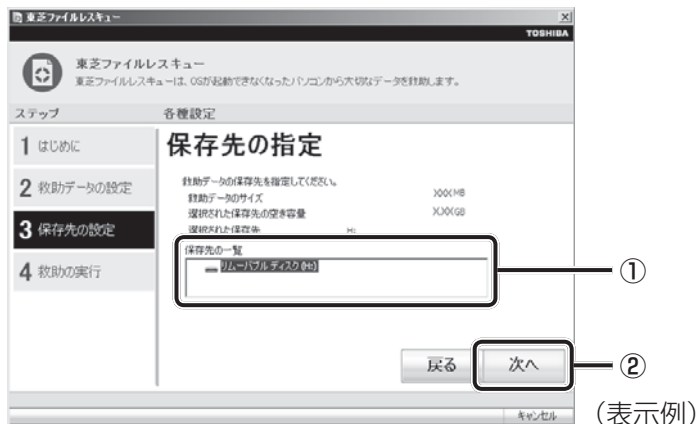 東芝ファイルレスキュー
TOSHIBA
東芝ファイルレスキュー
東芝ファイルレスキューは、OSが起動できなくなったパソコンから大切なデータを救助します。
ステップ
各種設定
1 はじめに
2 救助データの設定
3 保存先の設定
4 救助の実行
保存先の指定
救助データの保存先を指定してください。
救助データのサイズ XXXX MB
選択された保存先の空き容量 XXXX GB
選択された保存先 H:
保存先の一覧
リムーバブル ディスク (H:)
①
戻る
次へ
②
キャンセル
(表示例)